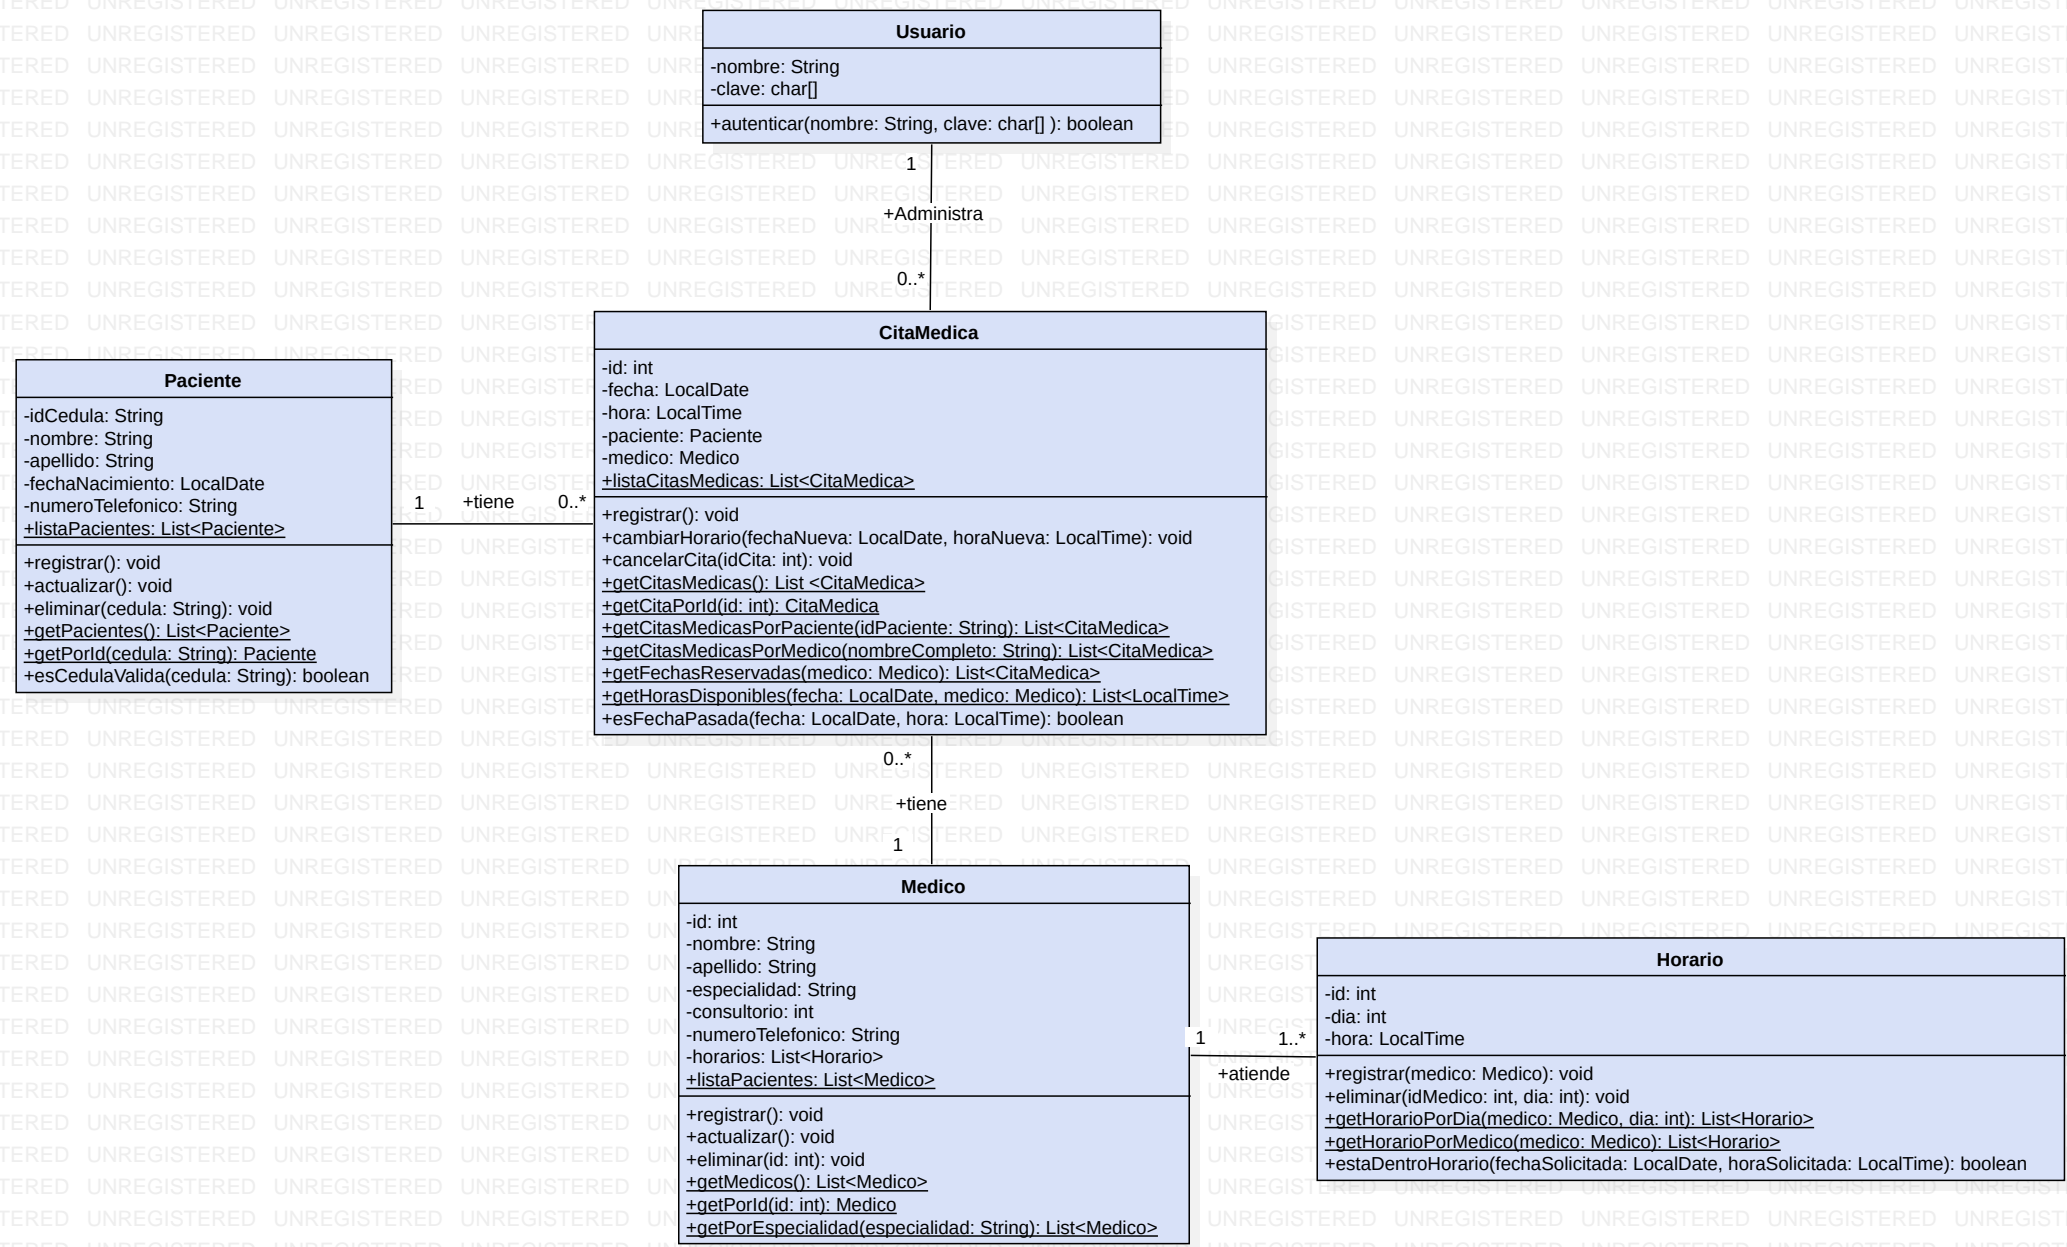 Usuario
-nombre: String
-clave: char[]
+autenticar(nombre: String, clave: char[] ): boolean
1
+Administra
0..*
CitaMedica
-id: int
-fecha: LocalDate
-hora: LocalTime
-paciente: Paciente
-medico: Medico
+listaCitasMedicas: List<CitaMedica>
+registrar(): void
+cambiarHorario(fechaNueva: LocalDate, horaNueva: LocalTime): void
+cancelarCita(idCita: int): void
+getCitasMedicas(): List <CitaMedica>
+getCitaPorId(id: int): CitaMedica
+getCitasMedicasPorPaciente(idPaciente: String): List<CitaMedica>
+getCitasMedicasPorMedico(nombreCompleto: String): List<CitaMedica>
+getFechasReservadas(medico: Medico): List<CitaMedica>
+getHorasDisponibles(fecha: LocalDate, medico: Medico): List<LocalTime>
+esFechaPasada(fecha: LocalDate, hora: LocalTime): boolean
Paciente
-idCedula: String
-nombre: String
-apellido: String
-fechaNacimiento: LocalDate
-numeroTelefonico: String
+listaPacientes: List<Paciente>
+registrar(): void
+actualizar(): void
+eliminar(cedula: String): void
+getPacientes(): List<Paciente>
+getPorId(cedula: String): Paciente
+esCedulaValida(cedula: String): boolean
1 +tiene 0..*
0..*
+tiene
1
Medico
-id: int
-nombre: String
-apellido: String
-especialidad: String
-consultorio: int
-numeroTelefonico: String
-horarios: List<Horario>
+listaPacientes: List<Medico>
+registrar(): void
+actualizar(): void
+eliminar(id: int): void
+getMedicos(): List<Medico>
+getPorId(id: int): Medico
+getPorEspecialidad(especialidad: String): List<Medico>
1 1..*
+atiende
Horario
-id: int
-dia: int
-hora: LocalTime
+registrar(medico: Medico): void
+eliminar(idMedico: int, dia: int): void
+getHorarioPorDia(medico: Medico, dia: int): List<Horario>
+getHorarioPorMedico(medico: Medico): List<Horario>
+estaDentroHorario(fechaSolicitada: LocalDate, horaSolicitada: LocalTime): boolean
UNREGISTERED